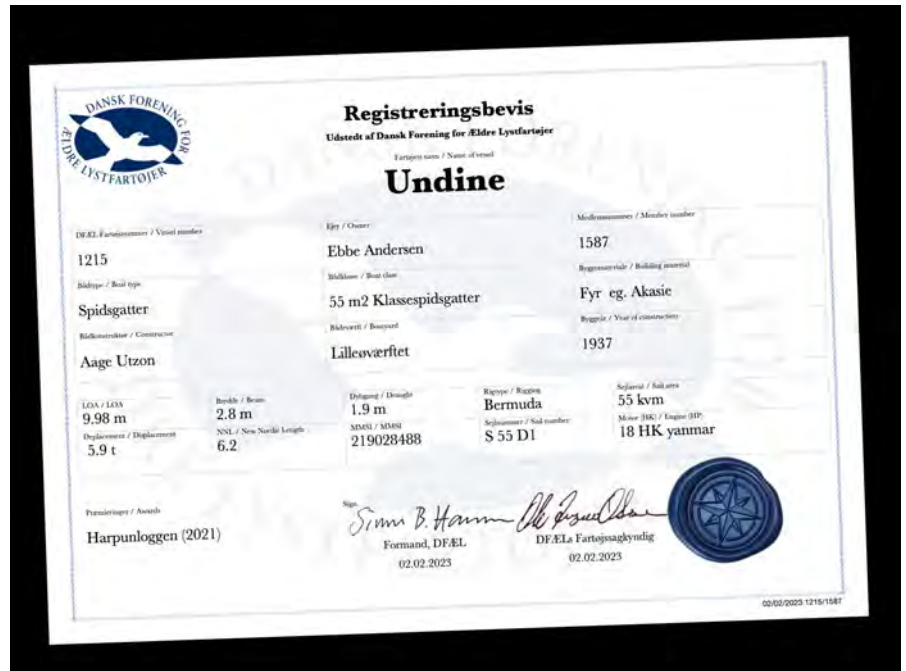 DANSK FORENING FOR
ÆLDRE LYSTFARTØJER
Registreringsbevis
Udstedt af Dansk Forening for Ældre Lystfartøjer
Fartøjets navn / Name of vessel
Undine
DFÆL Fartøjsnummer / Vessel number
1215
Ejer / Owner
Ebbe Andersen
Medlemsnummer / Member number
1587
Bådtype / Boat type
Spidsgatter
Bådklasse / Boat class
55 m2 Klassespidsgatter
Byggemateriale / Building material
Fyr eg. Akasie
Bådkonstruktør / Constructor
Aage Utzon
Bådeværft / Boatyard
Lilleøværftet
Byggeår / Year of construction
1937
LOA / LOA
9.98 m
Bredde / Beam
2.8 m
Dybgang / Draught
1.9 m
Rigtype / Rigging
Bermuda
Sejlareal / Sail area
55 kvm
Deplacement / Displacement
5.9 t
NNL / New Nordic Length
6.2
MMSI / MMSI
219028488
Sejlnummer / Sail number
S 55 D1
Motor (HK) / Engine (HP)
18 HK yanmar
Præmieringer / Awards
Harpunloggen (2021)
Sign.
Formand, DFÆL
02.02.2023
DFÆLs Fartøjssagkyndig
02.02.2023
02/02/2023 1215/1587